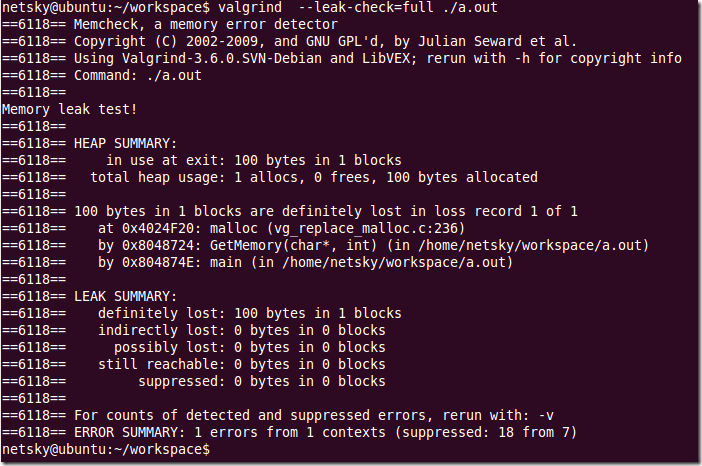 netsky@ubuntu:~/workspace$ valgrind  --leak-check=full ./a.out
==6118== Memcheck, a memory error detector
==6118== Copyright (C) 2002-2009, and GNU GPL'd, by Julian Seward et al.
==6118== Using Valgrind-3.6.0.SVN-Debian and LibVEX; rerun with -h for copyright info
==6118== Command: ./a.out
==6118==
Memory leak test!
==6118==
==6118== HEAP SUMMARY:
==6118==     in use at exit: 100 bytes in 1 blocks
==6118==   total heap usage: 1 allocs, 0 frees, 100 bytes allocated
==6118==
==6118== 100 bytes in 1 blocks are definitely lost in loss record 1 of 1
==6118==    at 0x4024F20: malloc (vg_replace_malloc.c:236)
==6118==    by 0x8048724: GetMemory(char*, int) (in /home/netsky/workspace/a.out)
==6118==    by 0x804874E: main (in /home/netsky/workspace/a.out)
==6118==
==6118== LEAK SUMMARY:
==6118==    definitely lost: 100 bytes in 1 blocks
==6118==    indirectly lost: 0 bytes in 0 blocks
==6118==      possibly lost: 0 bytes in 0 blocks
==6118==    still reachable: 0 bytes in 0 blocks
==6118==         suppressed: 0 bytes in 0 blocks
==6118==
==6118== For counts of detected and suppressed errors, rerun with: -v
==6118== ERROR SUMMARY: 1 errors from 1 contexts (suppressed: 18 from 7)
netsky@ubuntu:~/workspace$